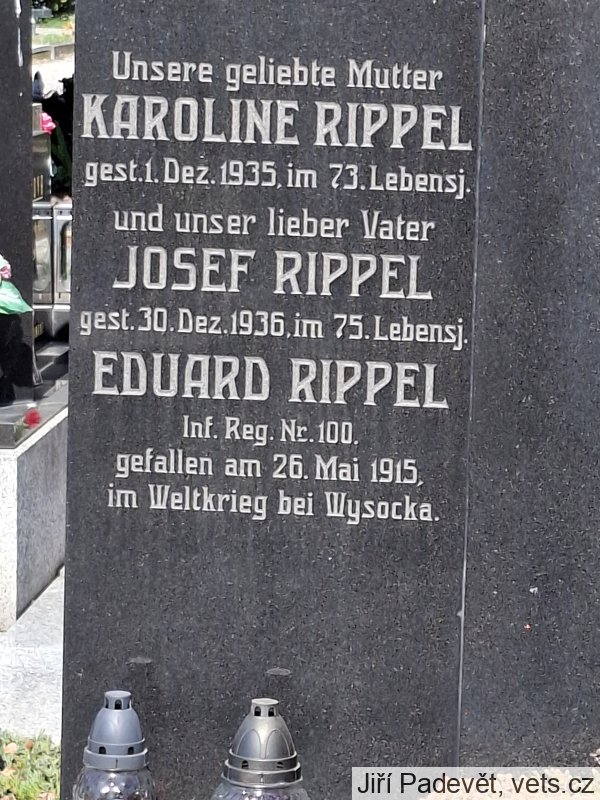 Unsere geliebte Mutter
KAROLINE RIPPEL
gest. 1. Dez. 1935, im 73. Lebensj.
und unser lieber Vater
JOSEF RIPPEL
gest. 30. Dez. 1936, im 75. Lebensj.
EDUARD RIPPEL
Inf. Reg. Nr. 100.
gefallen am 26. Mai 1915,
im Weltkrieg bei Wysocka.
Jiří Padevět, vets.cz